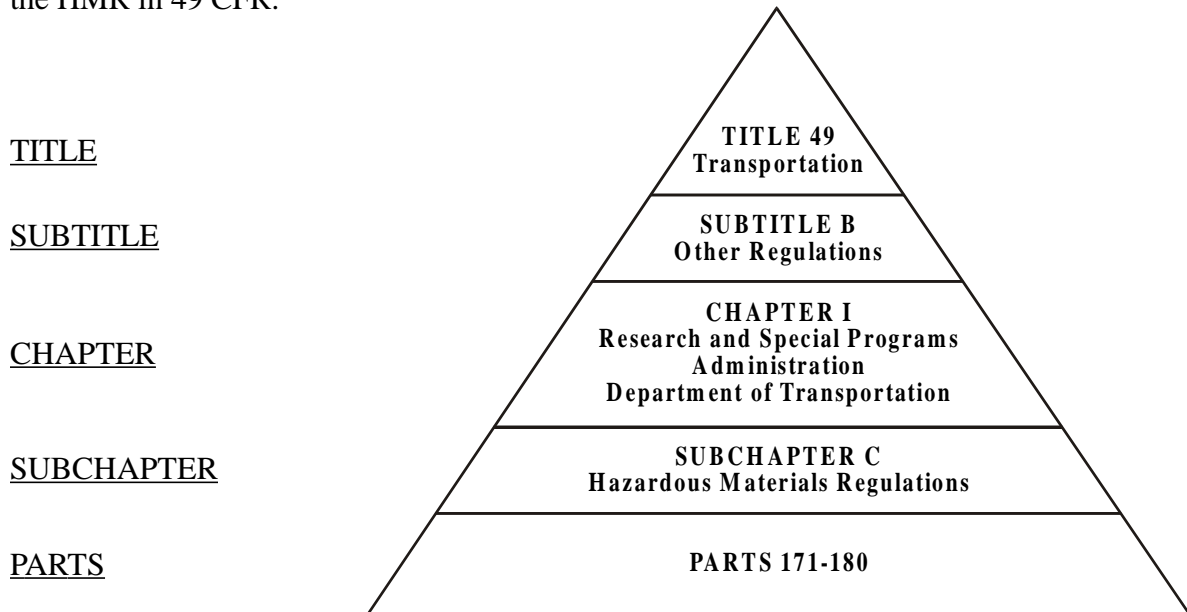 the HMR in 49 CFR.
TITLE
TITLE 49
Transportation
SUBTITLE
SUBTITLE B
Other Regulations
CHAPTER
CHAPTER I
Research and Special Programs
Administration
Department of Transportation
SUBCHAPTER
SUBCHAPTER C
Hazardous Materials Regulations
PARTS
PARTS 171-180